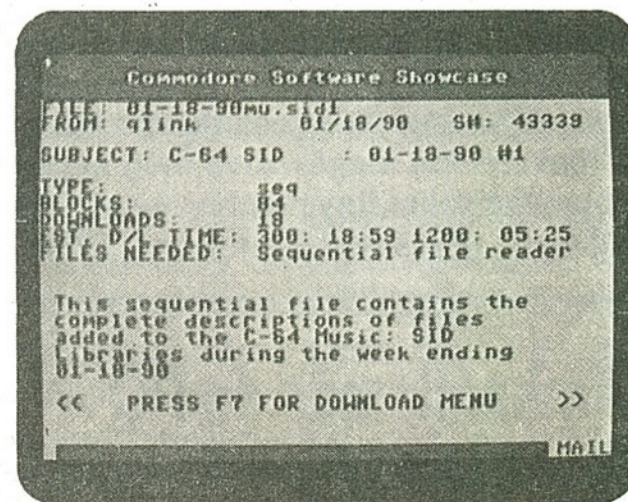 Commodore Software Showcase
FILE: 01-18-90mu.sid1
FROM: qlink 01/18/90 S#: 43339
SUBJECT: C-64 SID : 01-18-90 #1
TYPE: seq
BLOCKS: 84
DOWNLOADS: 18
EST. D/L TIME: 300: 18:59 1200: 05:25
FILES NEEDED: Sequential file reader
This sequential file contains the
complete descriptions of files
added to the C-64 Music: SID
Libraries during the week ending
01-18-90
<< PRESS F7 FOR DOWNLOAD MENU >>
MAIL